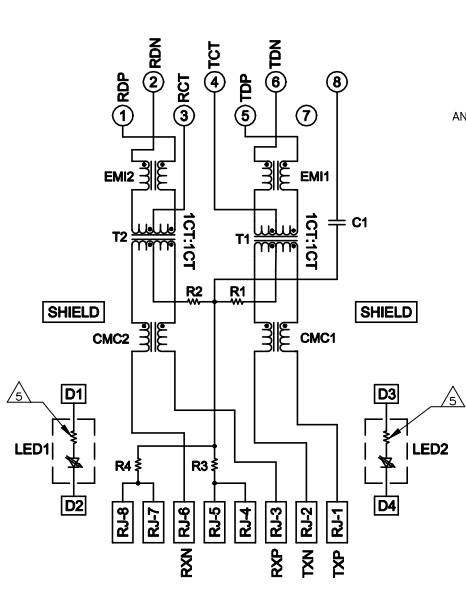 RDP
RDN
RCT
TCT
TDP
TDN
1
2
3
4
5
6
7
8
AN
EMI2
EMI1
C1
T2
1CT:1CT
T1
1CT:1CT
R2
R1
SHIELD
SHIELD
CMC2
CMC1
5
D1
D3
5
LED1
LED2
R4
R3
D2
D4
RJ-8
RJ-7
RJ-6
RJ-5
RJ-4
RJ-3
RJ-2
RJ-1
RXN
RXP
TXN
TXP